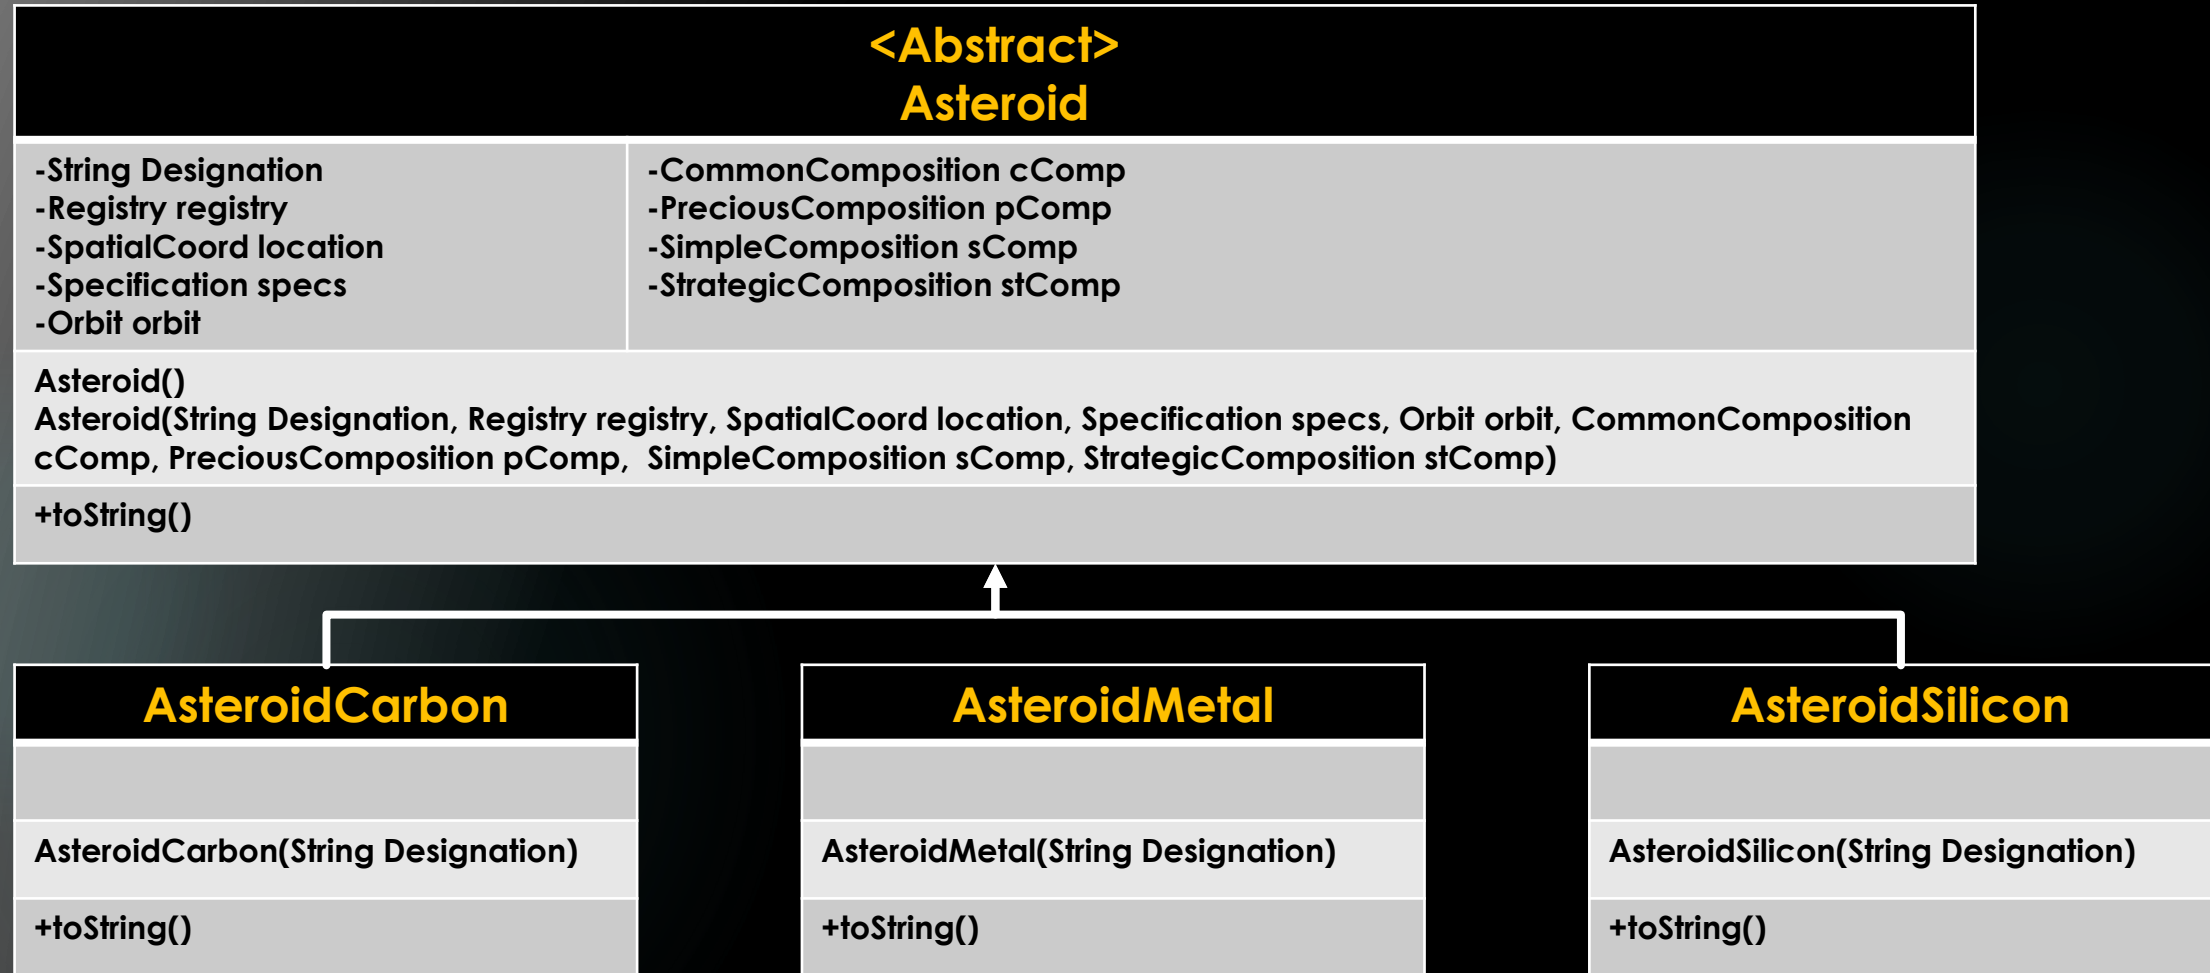 <Abstract>
Asteroid
-String Designation
-Registry registry
-SpatialCoord location
-Specification specs
-Orbit orbit
-CommonComposition cComp
-PreciousComposition pComp
-SimpleComposition sComp
-StrategicComposition stComp
Asteroid()
Asteroid(String Designation, Registry registry, SpatialCoord location, Specification specs, Orbit orbit, CommonComposition
cComp, PreciousComposition pComp,  SimpleComposition sComp, StrategicComposition stComp)
+toString()
AsteroidCarbon
AsteroidCarbon(String Designation)
+toString()
AsteroidMetal
AsteroidMetal(String Designation)
+toString()
AsteroidSilicon
AsteroidSilicon(String Designation)
+toString()